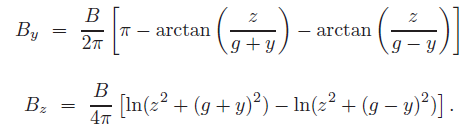 B_y = \frac{B}{2\pi} \left[ \pi - \arctan \left( \frac{z}{g+y} \right) - \arctan \left( \frac{z}{g-y} \right) \right]
B_z = \frac{B}{4\pi} \left[ \ln(z^2 + (g+y)^2) - \ln(z^2 + (g-y)^2) \right] .